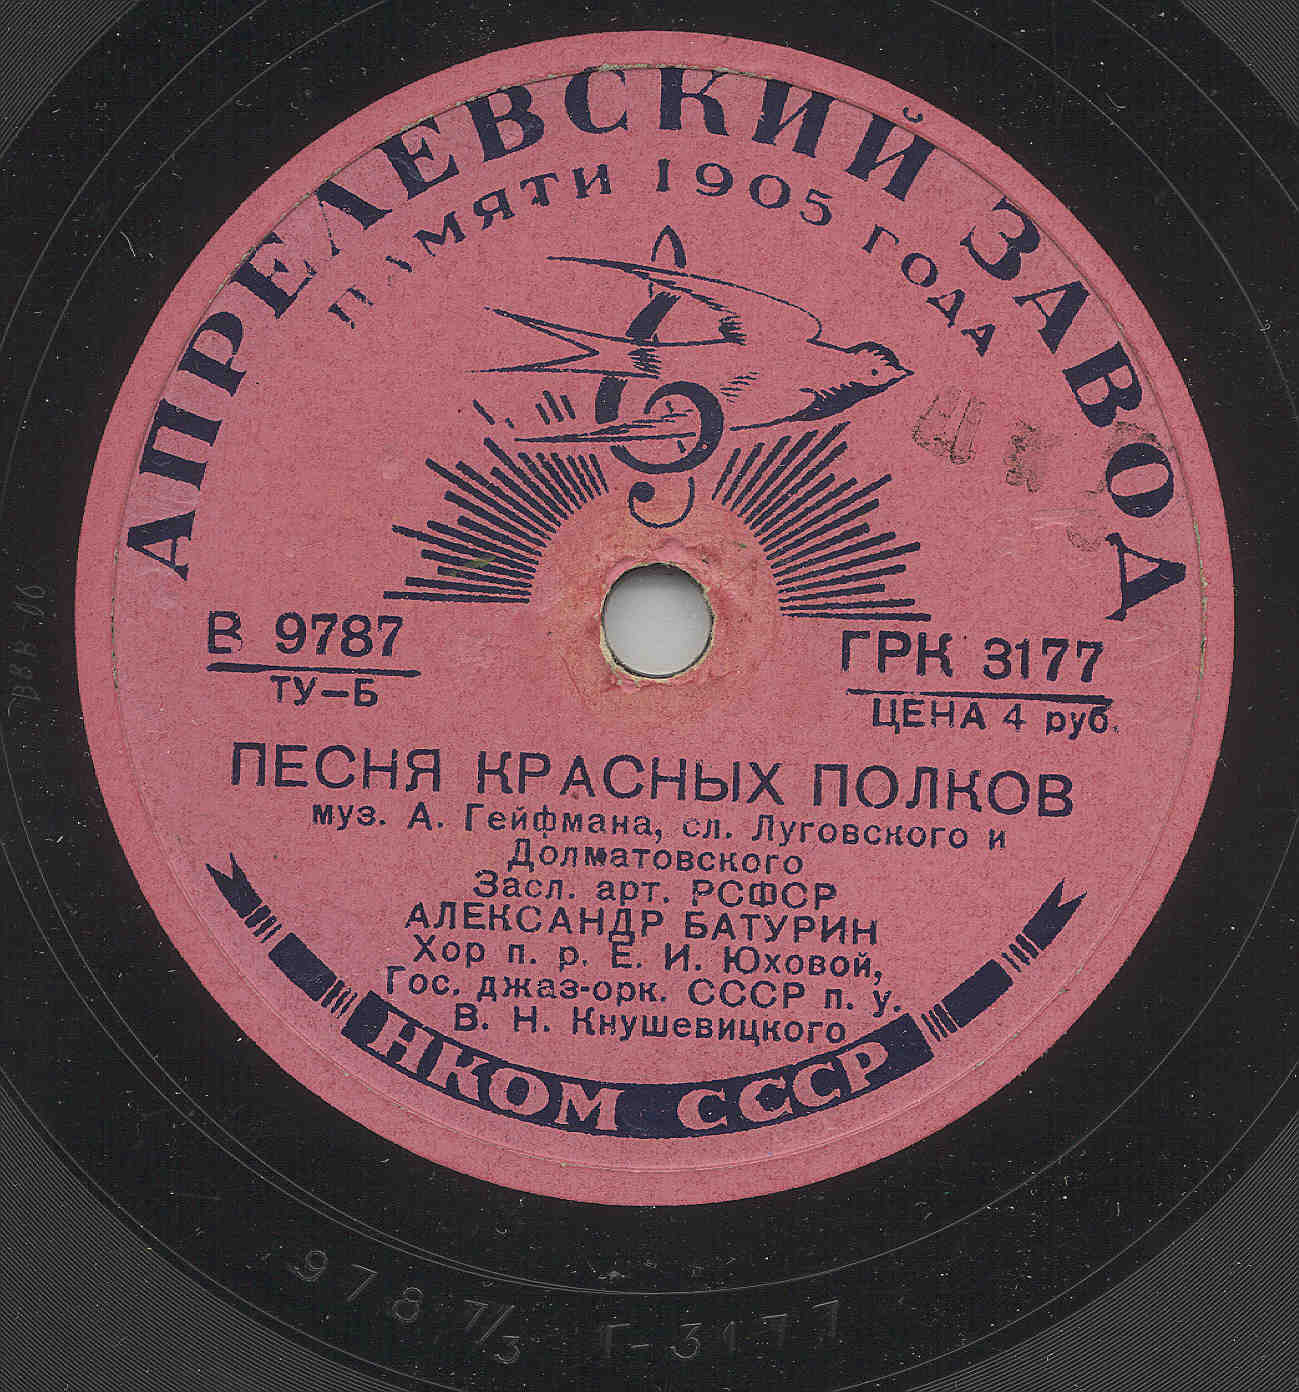 АПРЕЛЕВСКИЙ ЗАВОД
ПАМЯТИ 1905 ГОДА
В 9787
ТУ–Б
ГРК 3177
ЦЕНА 4 руб.
ПЕСНЯ КРАСНЫХ ПОЛКОВ
муз. А. Гейфмана, сл. Луговского и
Долматовского
Засл. арт. РСФСР
АЛЕКСАНДР БАТУРИН
Хор п. р. Е. И. Юховой,
Гос. джаз-орк. СССР п. у.
В. Н. Кнушевицкого
НКОМ СССР
9787/3 Г-3177